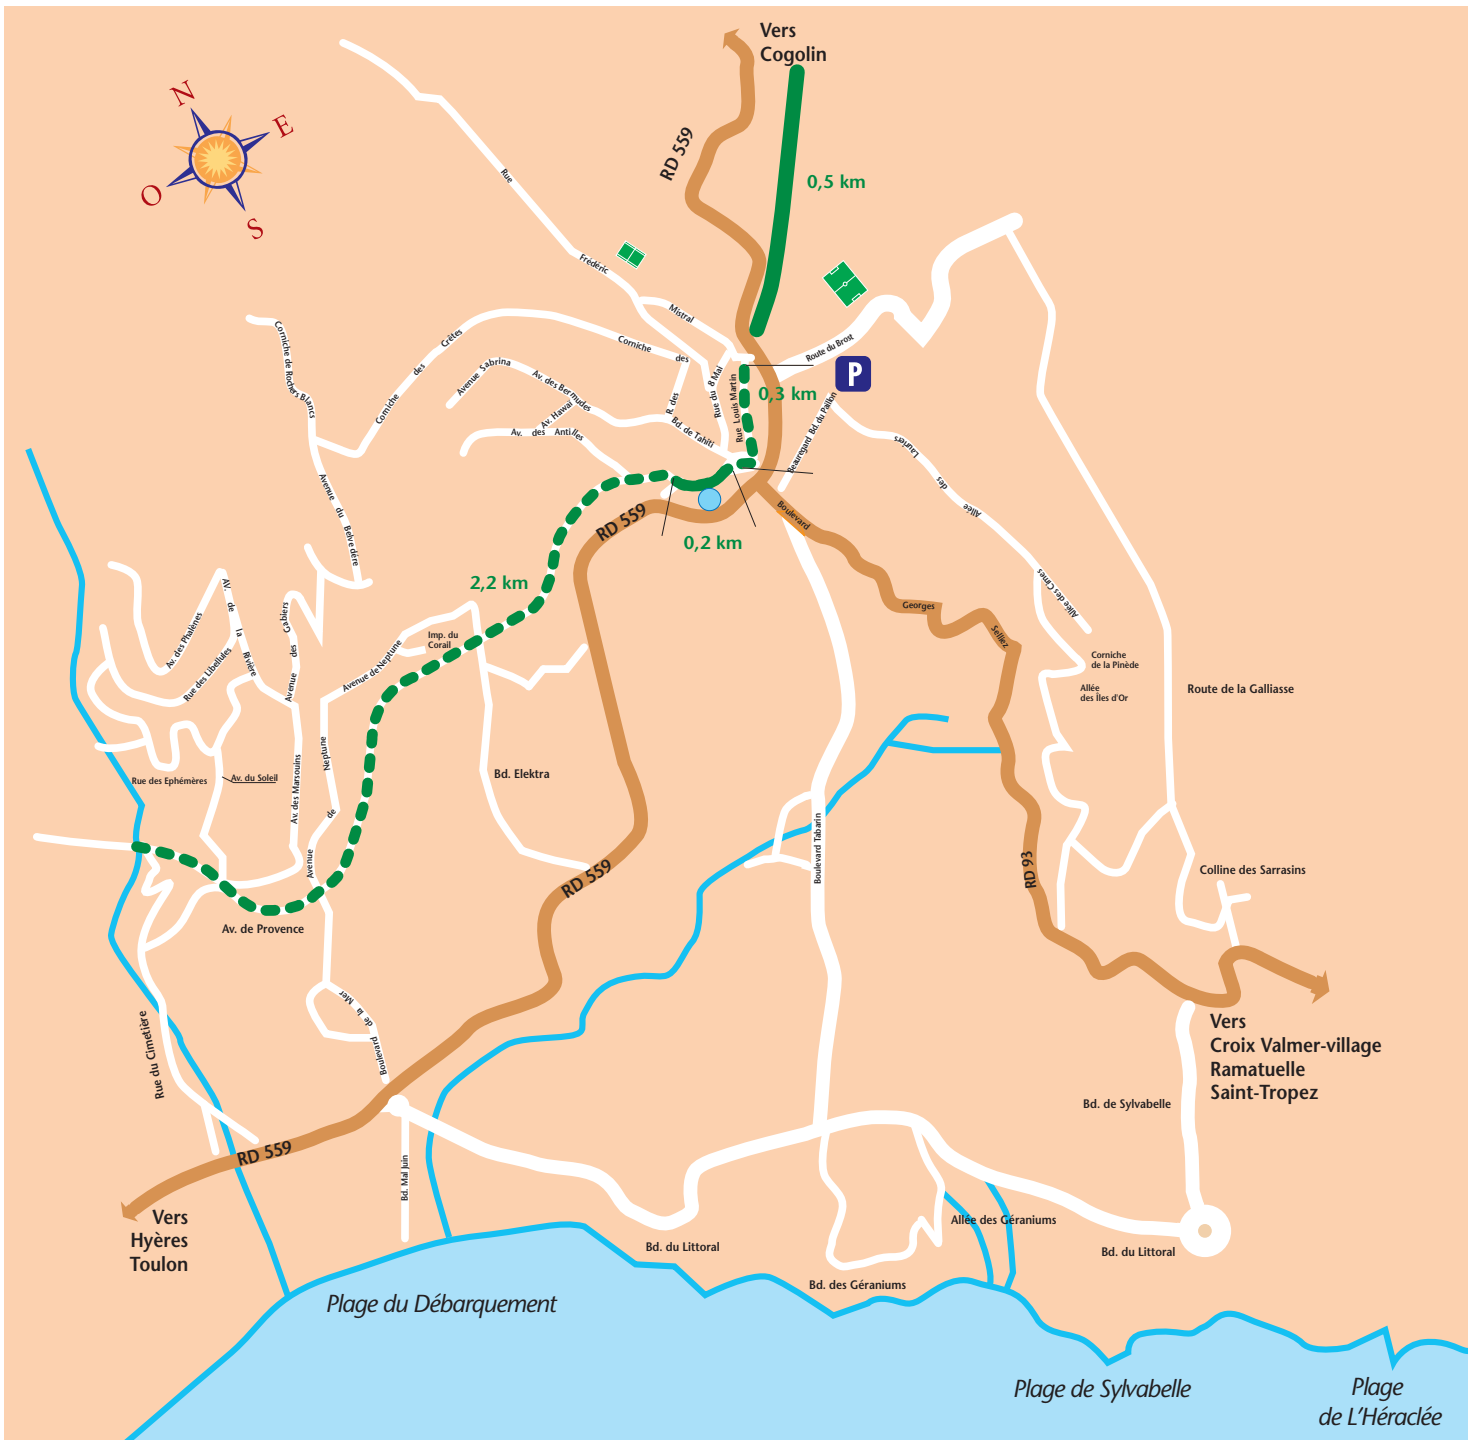 Vers
Cogolin
N
E
O
S
RD 559
0,5 km
Rue
Frédéric
Mistral
Corniche de Rochers Blancs
Corniche
des
Crêtes
Corniche
des
Route du Brost
P
Avenue Sabrina
Av. des Bermudes
Av. Hawaï
Av. des Antilles
R. des
Rue du 8 Mai
Rue Louis Martin
0,3 km
Bd. de Tahiti
Beauregard Bd. du Pallon
Allée
des
Lauriers
Avenue du Belvedére
RD 559
0,2 km
Boulevard
Georges
Selliez
2,2 km
Allée des Cimes
Av. des Phalènes
Rue des Libellules
AV. de la Rivière
Avenue des Gabiers
Avenue de Neptune
Imp. du
Corail
Corniche
de la Pinède
Allée
des Îles d'Or
Route de la Galliasse
Rue des Ephémères
Av. du Soleil
Av. des Marsouins
Avenue
de
Neptune
Bd. Elektra
Boulevard Tabarin
RD 93
Colline des Sarrasins
RD 559
Av. de Provence
Rue du Cimetière
Boulevard de la Mer
Vers
Croix Valmer-village
Ramatuelle
Saint-Tropez
Bd. de Sylvabelle
RD 559
Bd. Mal Juin
Vers
Hyères
Toulon
Bd. du Littoral
Allée des Géraniums
Bd. des Géraniums
Bd. du Littoral
Plage du Débarquement
Plage de Sylvabelle
Plage
de L'Héraclée